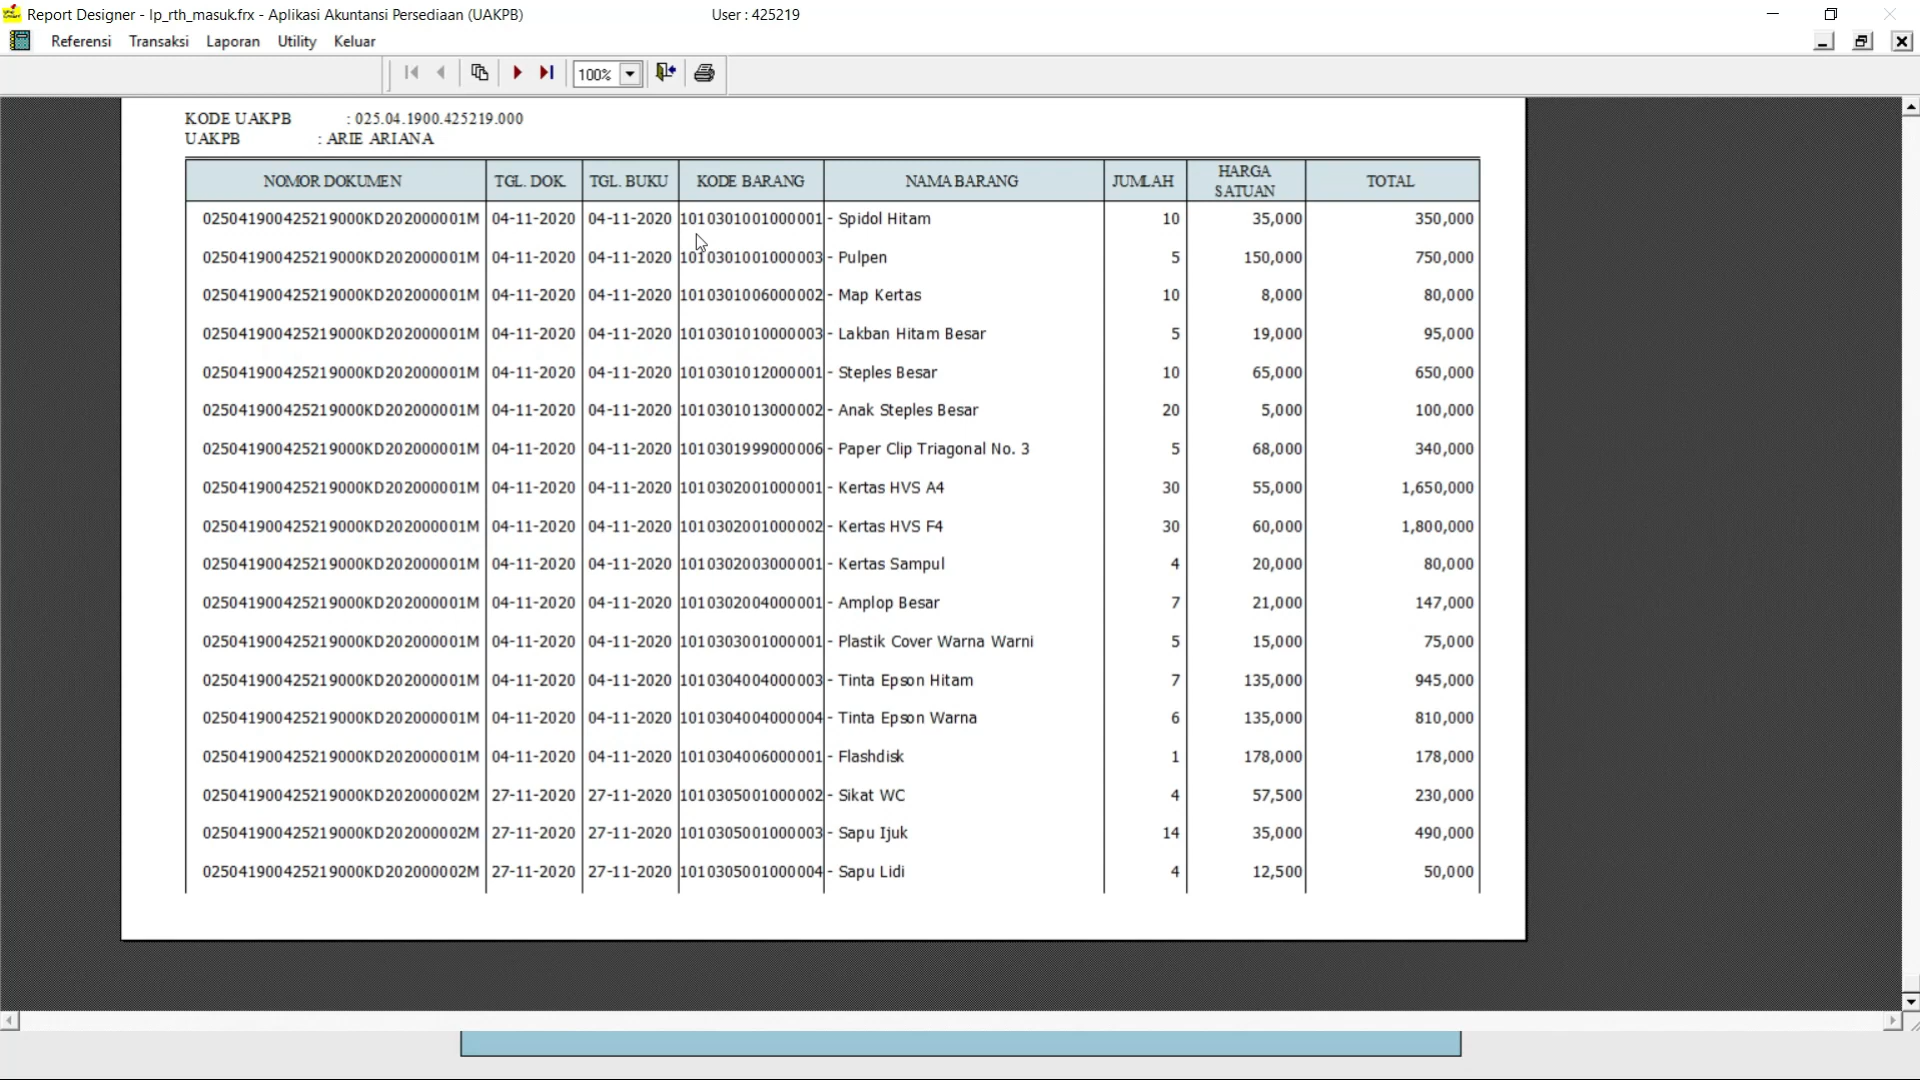 Report Designer - lp_rth_masuk.frx - Aplikasi Akuntansi Persediaan (UAKPB) User : 425219
Referensi Transaksi Laporan Utility Keluar
100%
KODE UAKPB : 025.04.1900.425219.000
UAKPB : ARIE ARIANA
NOMOR DOKUMEN TGL. DOK. TGL. BUKU KODE BARANG NAMA BARANG JUMLAH HARGA SATUAN TOTAL
025041900425219000KD202000001M 04-11-2020 04-11-2020 1010301001000001 - Spidol Hitam 10 35,000 350,000
025041900425219000KD202000001M 04-11-2020 04-11-2020 1010301001000003 - Pulpen 5 150,000 750,000
025041900425219000KD202000001M 04-11-2020 04-11-2020 1010301006000002 - Map Kertas 10 8,000 80,000
025041900425219000KD202000001M 04-11-2020 04-11-2020 1010301010000003 - Lakban Hitam Besar 5 19,000 95,000
025041900425219000KD202000001M 04-11-2020 04-11-2020 1010301012000001 - Steples Besar 10 65,000 650,000
025041900425219000KD202000001M 04-11-2020 04-11-2020 1010301013000002 - Anak Steples Besar 20 5,000 100,000
025041900425219000KD202000001M 04-11-2020 04-11-2020 1010301999000006 - Paper Clip Triagonal No. 3 5 68,000 340,000
025041900425219000KD202000001M 04-11-2020 04-11-2020 1010302001000001 - Kertas HVS A4 30 55,000 1,650,000
025041900425219000KD202000001M 04-11-2020 04-11-2020 1010302001000002 - Kertas HVS F4 30 60,000 1,800,000
025041900425219000KD202000001M 04-11-2020 04-11-2020 1010302003000001 - Kertas Sampul 4 20,000 80,000
025041900425219000KD202000001M 04-11-2020 04-11-2020 1010302004000001 - Amplop Besar 7 21,000 147,000
025041900425219000KD202000001M 04-11-2020 04-11-2020 1010303001000001 - Plastik Cover Warna Warni 5 15,000 75,000
025041900425219000KD202000001M 04-11-2020 04-11-2020 1010304004000003 - Tinta Epson Hitam 7 135,000 945,000
025041900425219000KD202000001M 04-11-2020 04-11-2020 1010304004000004 - Tinta Epson Warna 6 135,000 810,000
025041900425219000KD202000001M 04-11-2020 04-11-2020 1010304006000001 - Flashdisk 1 178,000 178,000
025041900425219000KD202000002M 27-11-2020 27-11-2020 1010305001000002 - Sikat WC 4 57,500 230,000
025041900425219000KD202000002M 27-11-2020 27-11-2020 1010305001000003 - Sapu Ijuk 14 35,000 490,000
025041900425219000KD202000002M 27-11-2020 27-11-2020 1010305001000004 - Sapu Lidi 4 12,500 50,000